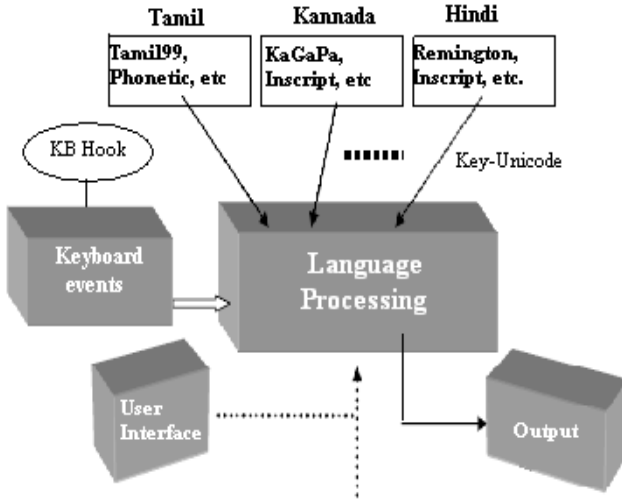 Tamil
Kannada
Hindi
Tamil99,
Phonetic, etc
KaGaPa,
Inscript, etc
Remington,
Inscript, etc.
KB Hook
Key-Unicode
Keyboard
events
Language
Processing
User
Interface
Output